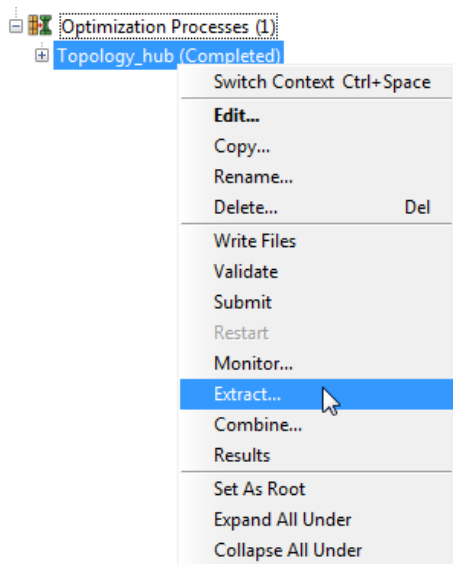 Optimization Processes (1)
Topology_hub (Completed)
Switch Context Ctrl+Space
Edit...
Copy...
Rename...
Delete... Del
Write Files
Validate
Submit
Restart
Monitor...
Extract...
Combine...
Results
Set As Root
Expand All Under
Collapse All Under